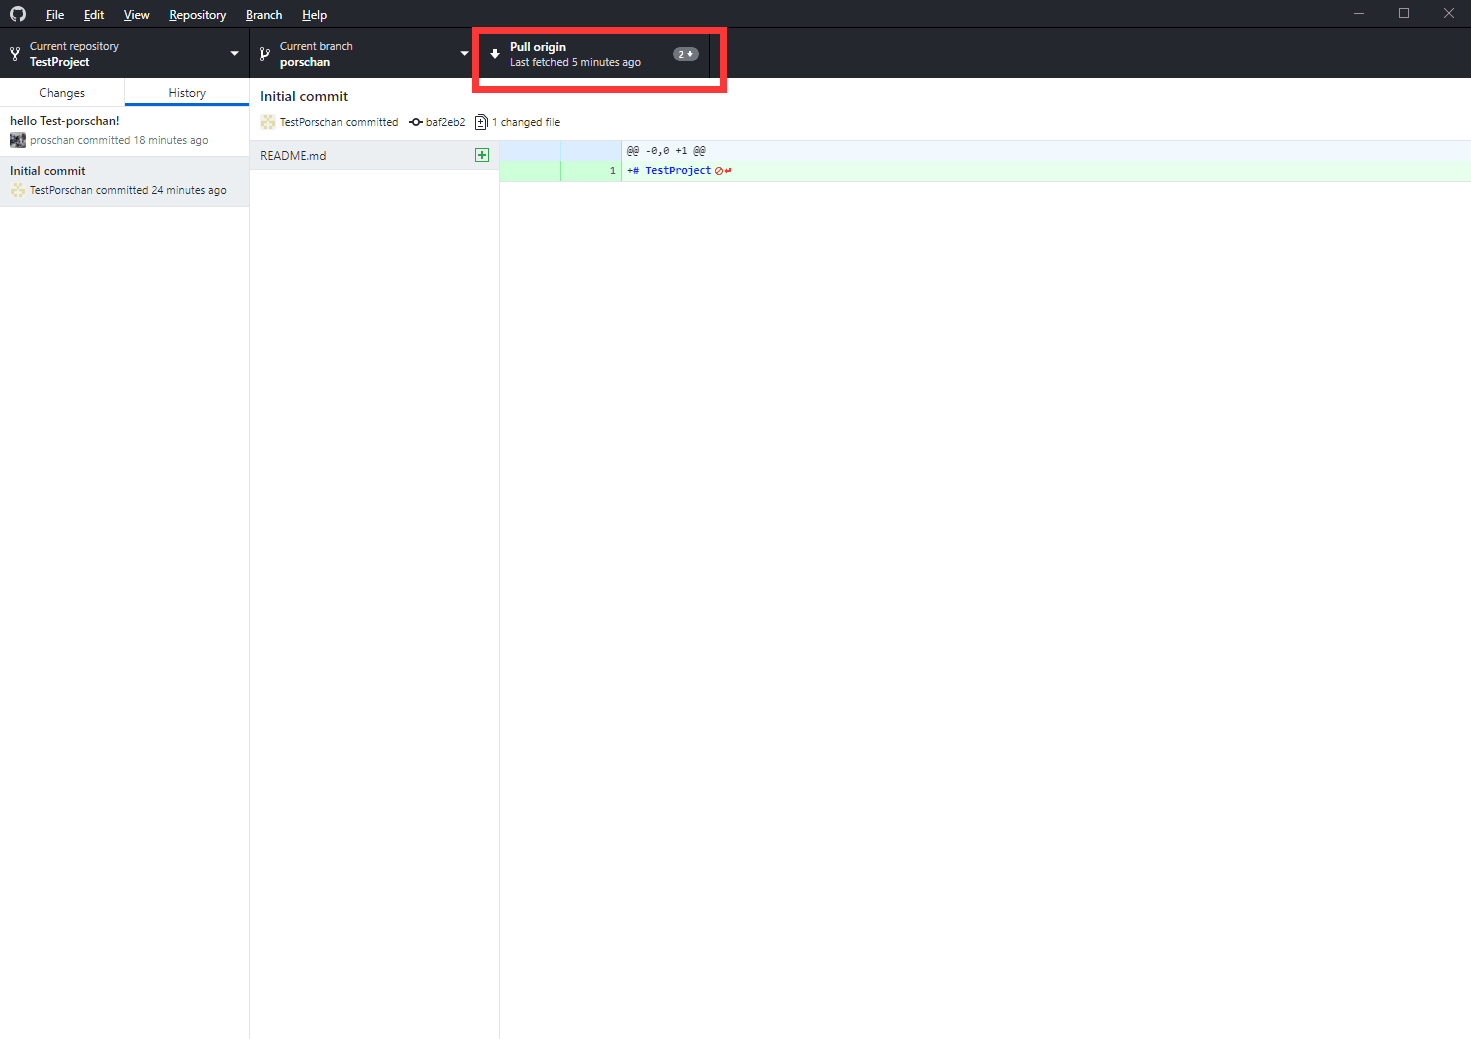 File Edit View Repository Branch Help
Current repository
TestProject
Current branch
porschan
Pull origin
Last fetched 5 minutes ago
2
Changes
History
hello Test-porschan!
proschan committed 18 minutes ago
Initial commit
TestPorschan committed 24 minutes ago
Initial commit
TestPorschan committed baf2eb2 1 changed file
README.md
@@ -0,0 +1 @@
1 +# TestProject